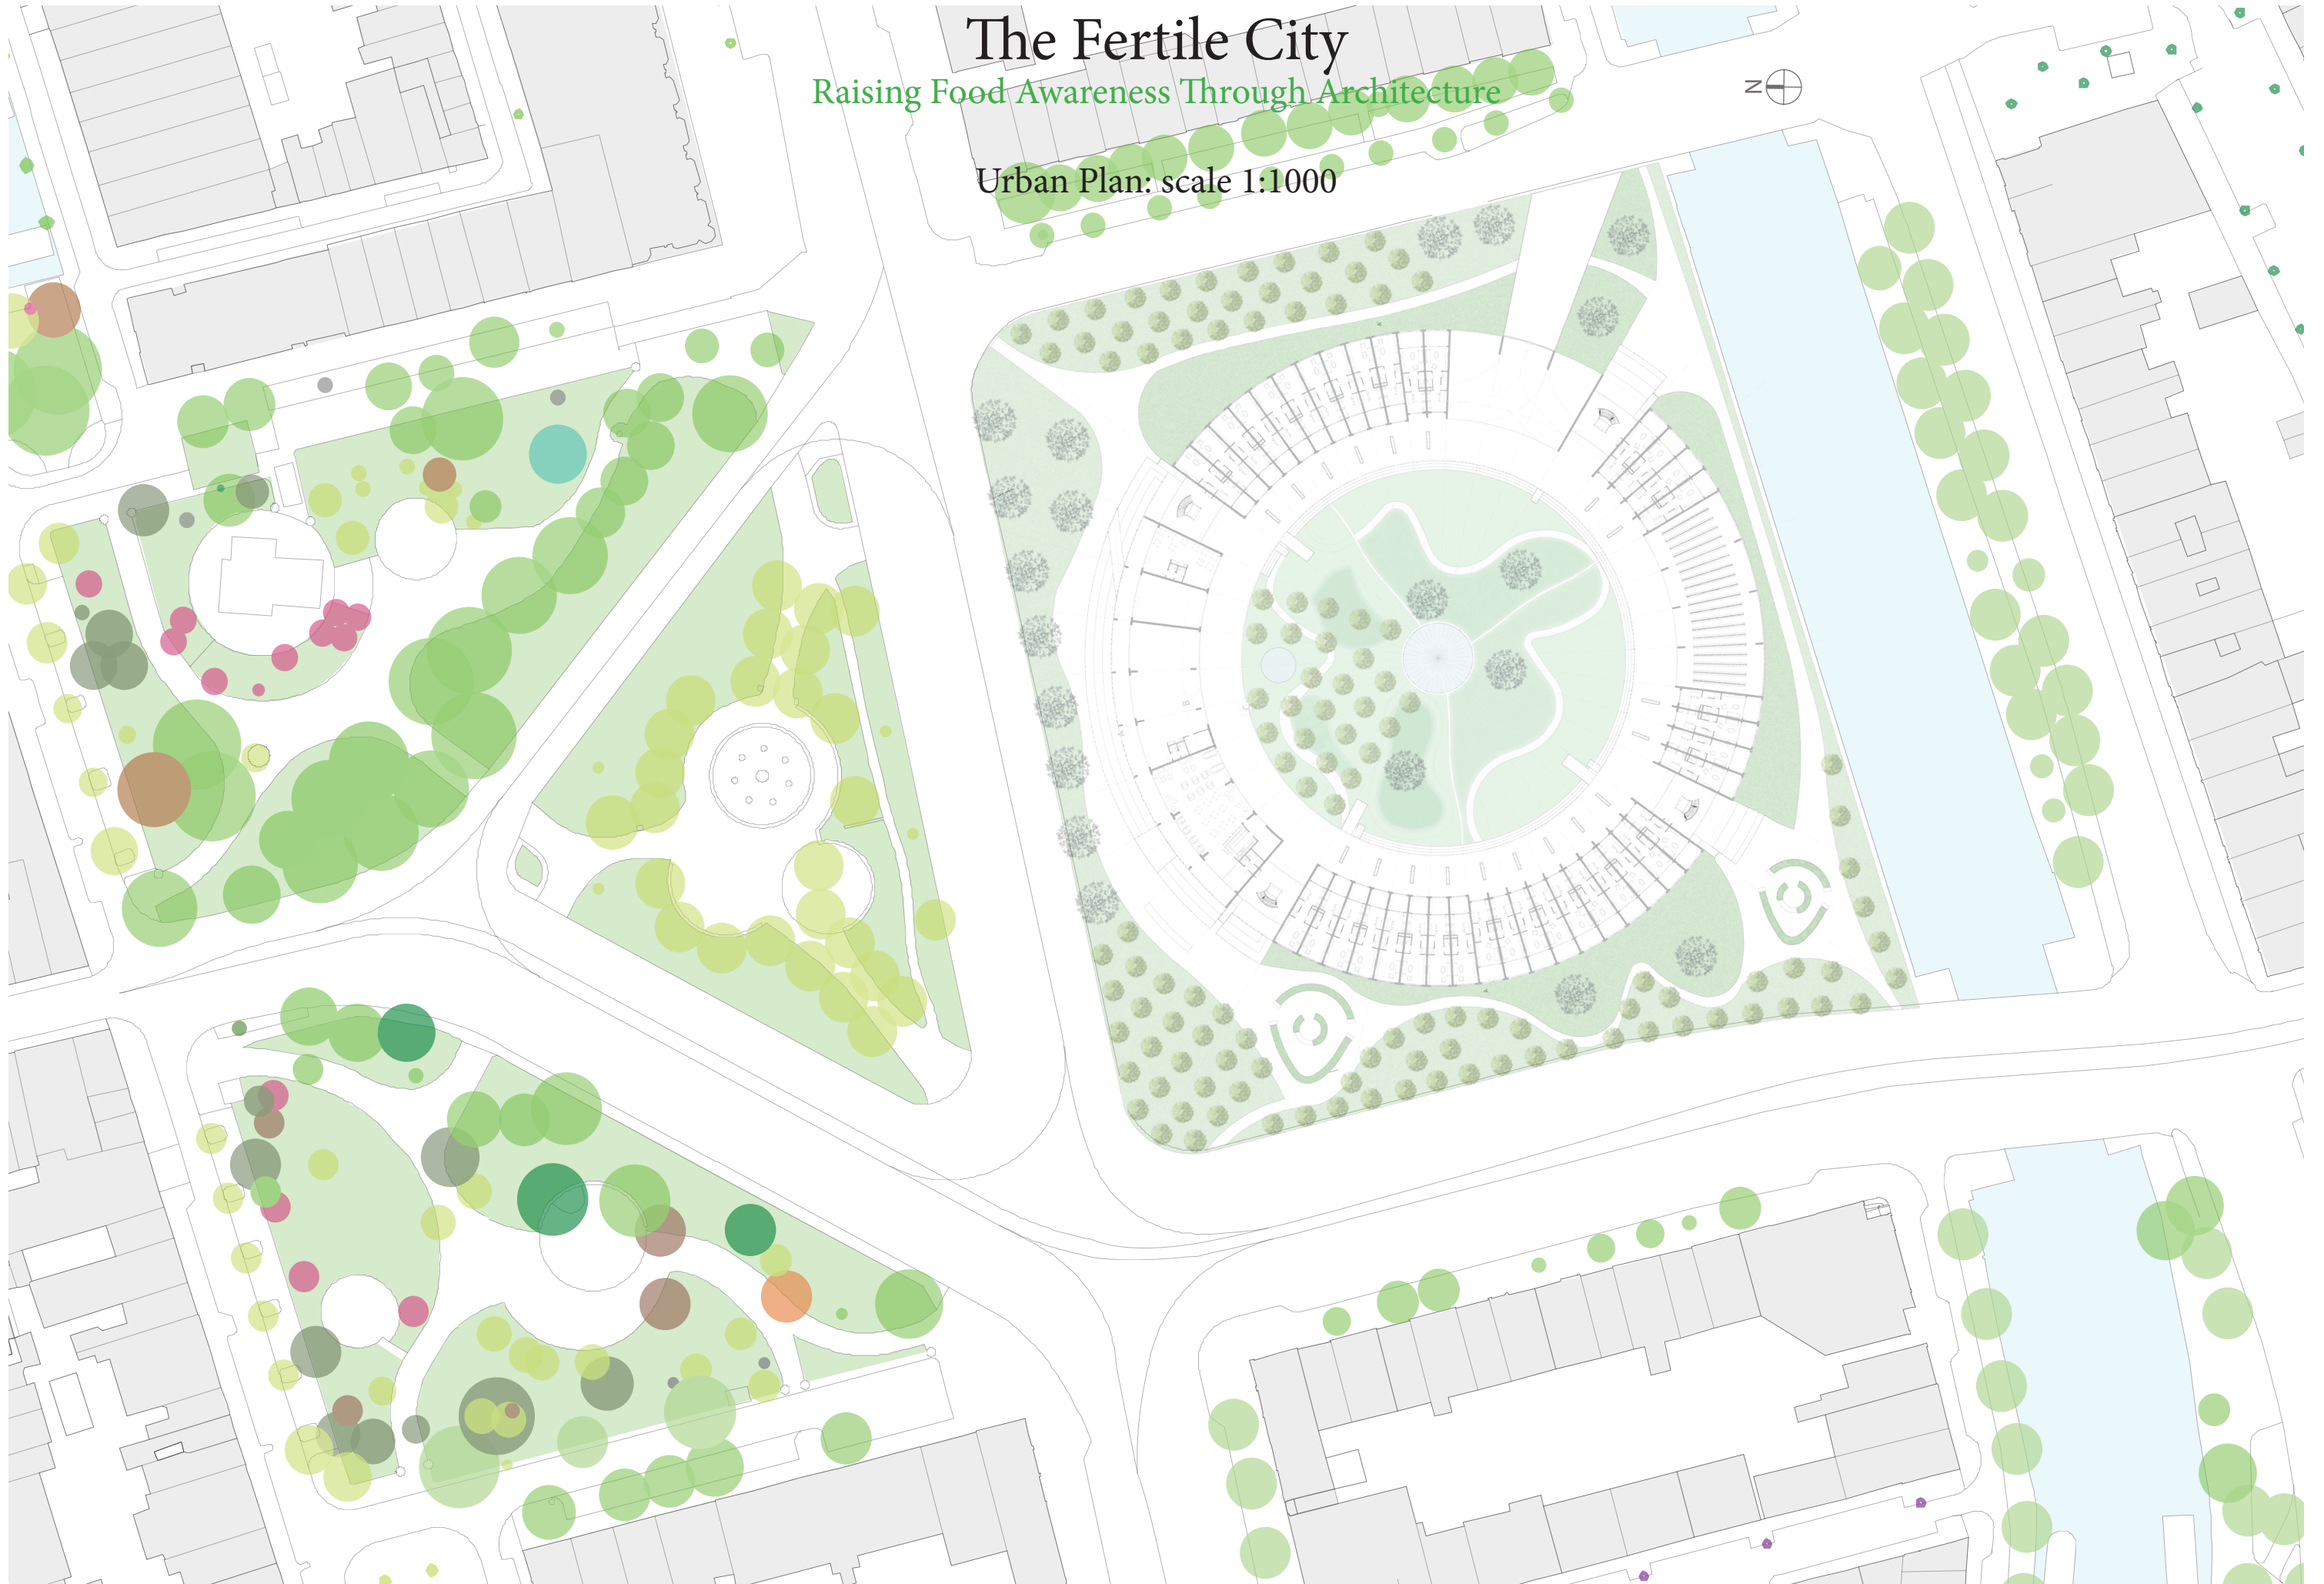 The Fertile City
Raising Food Awareness Through Architecture
N
Urban Plan: scale 1:1000